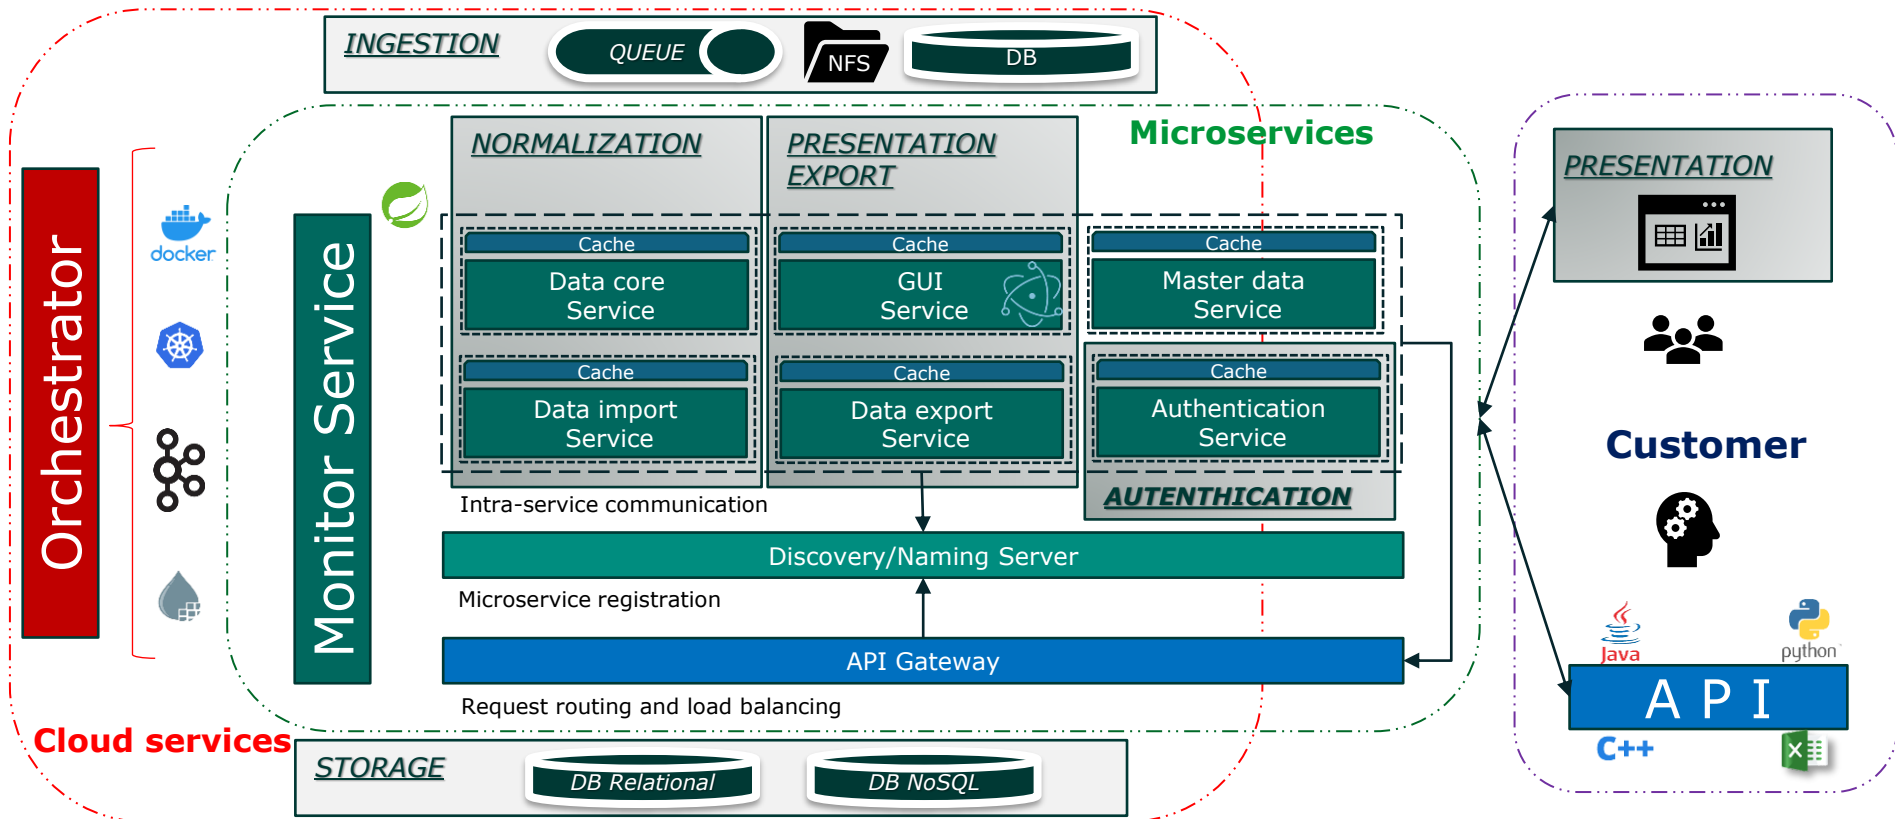 INGESTION
QUEUE
NFS
DB
NORMALIZATION
PRESENTATION
EXPORT
Microservices
PRESENTATION
Orchestrator
docker
Monitor Service
Cache
Data core
Service
Cache
GUI
Service
Cache
Master data
Service
Cache
Data import
Service
Cache
Data export
Service
Cache
Authentication
Service
AUTENTHICATION
Customer
Intra-service communication
Discovery/Naming Server
Microservice registration
API Gateway
Request routing and load balancing
Java
python
API
C++
X
Cloud services
STORAGE
DB Relational
DB NoSQL